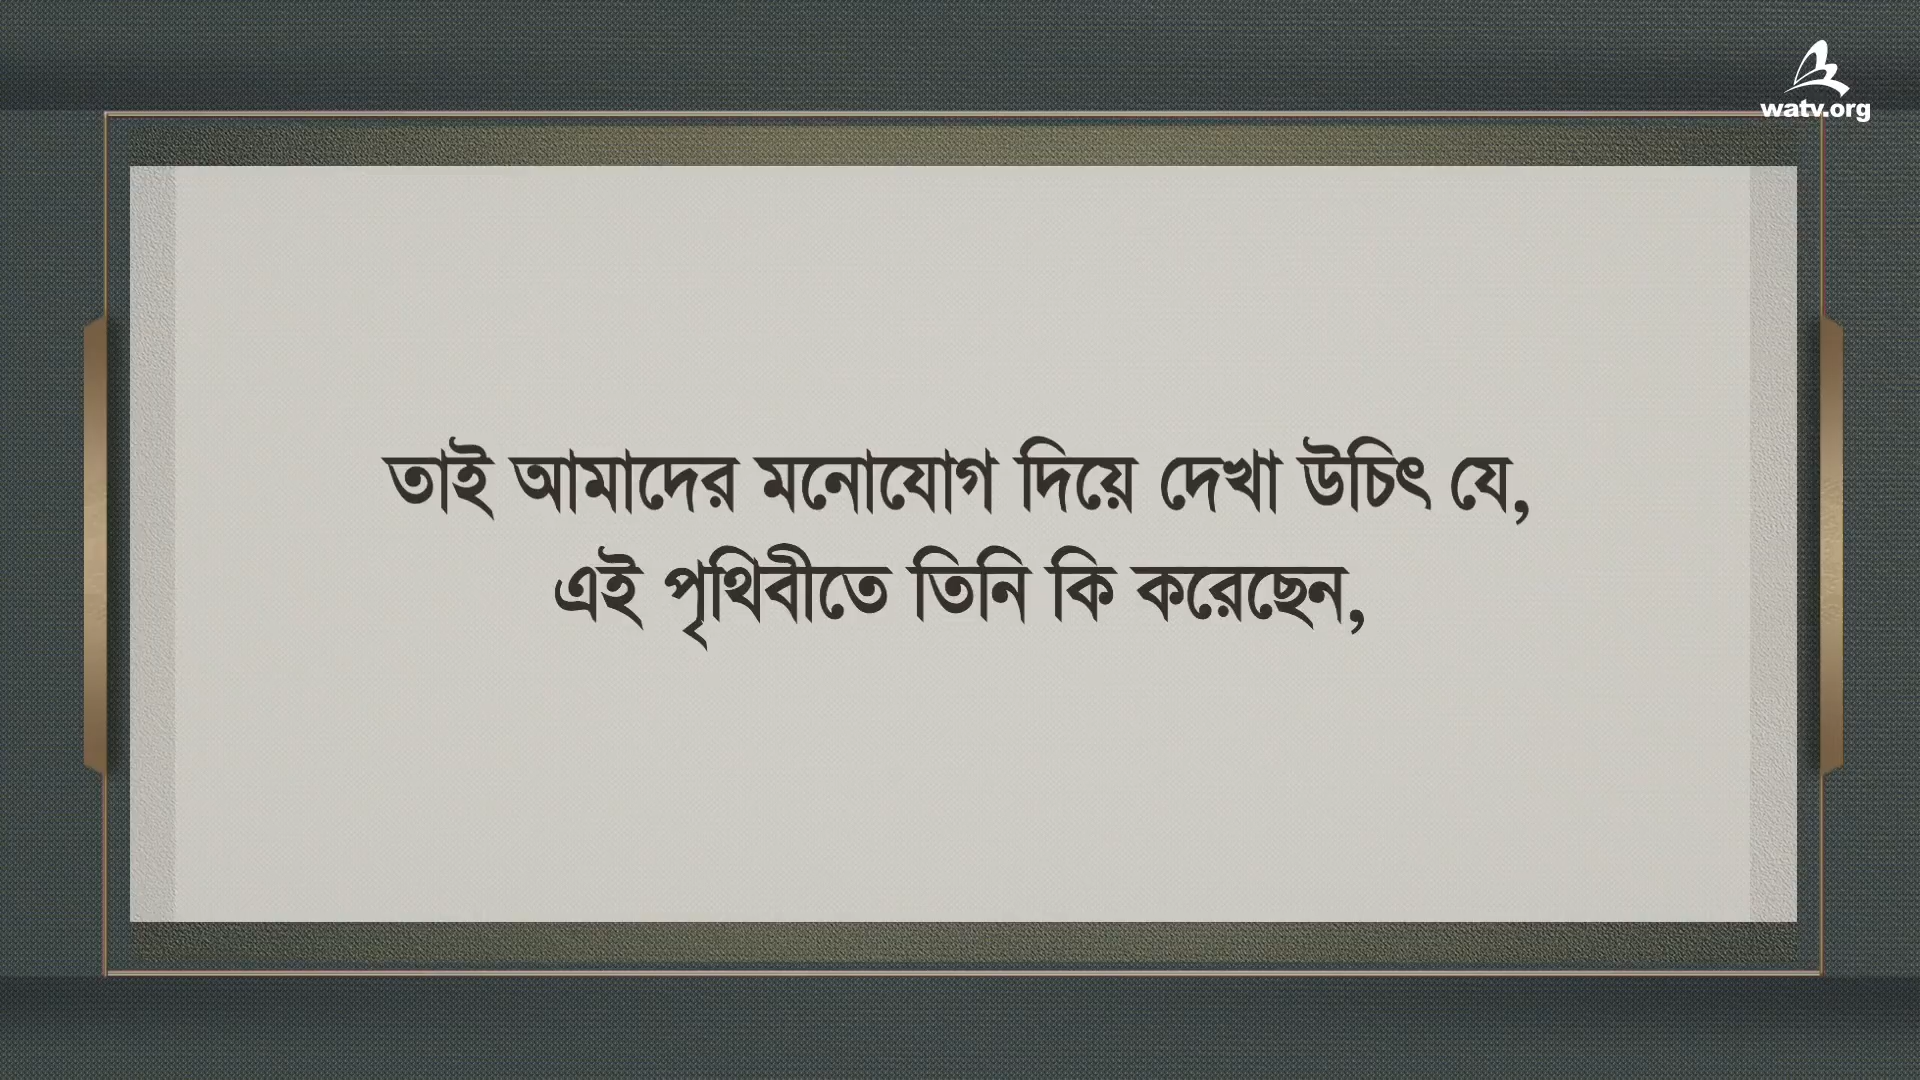 watv.org
তাই আমাদের মনোযোগ দিয়ে দেখা উচিৎ যে,
এই পৃথিবীতে তিনি কি করেছেন,